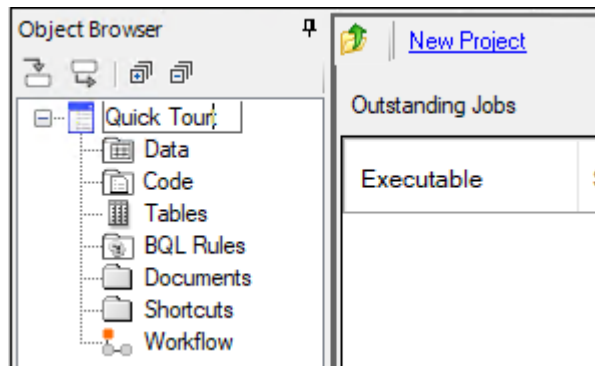 Object Browser
New Project
Quick Tour
Data
Code
Tables
BQL Rules
Documents
Shortcuts
Workflow
Outstanding Jobs
Executable